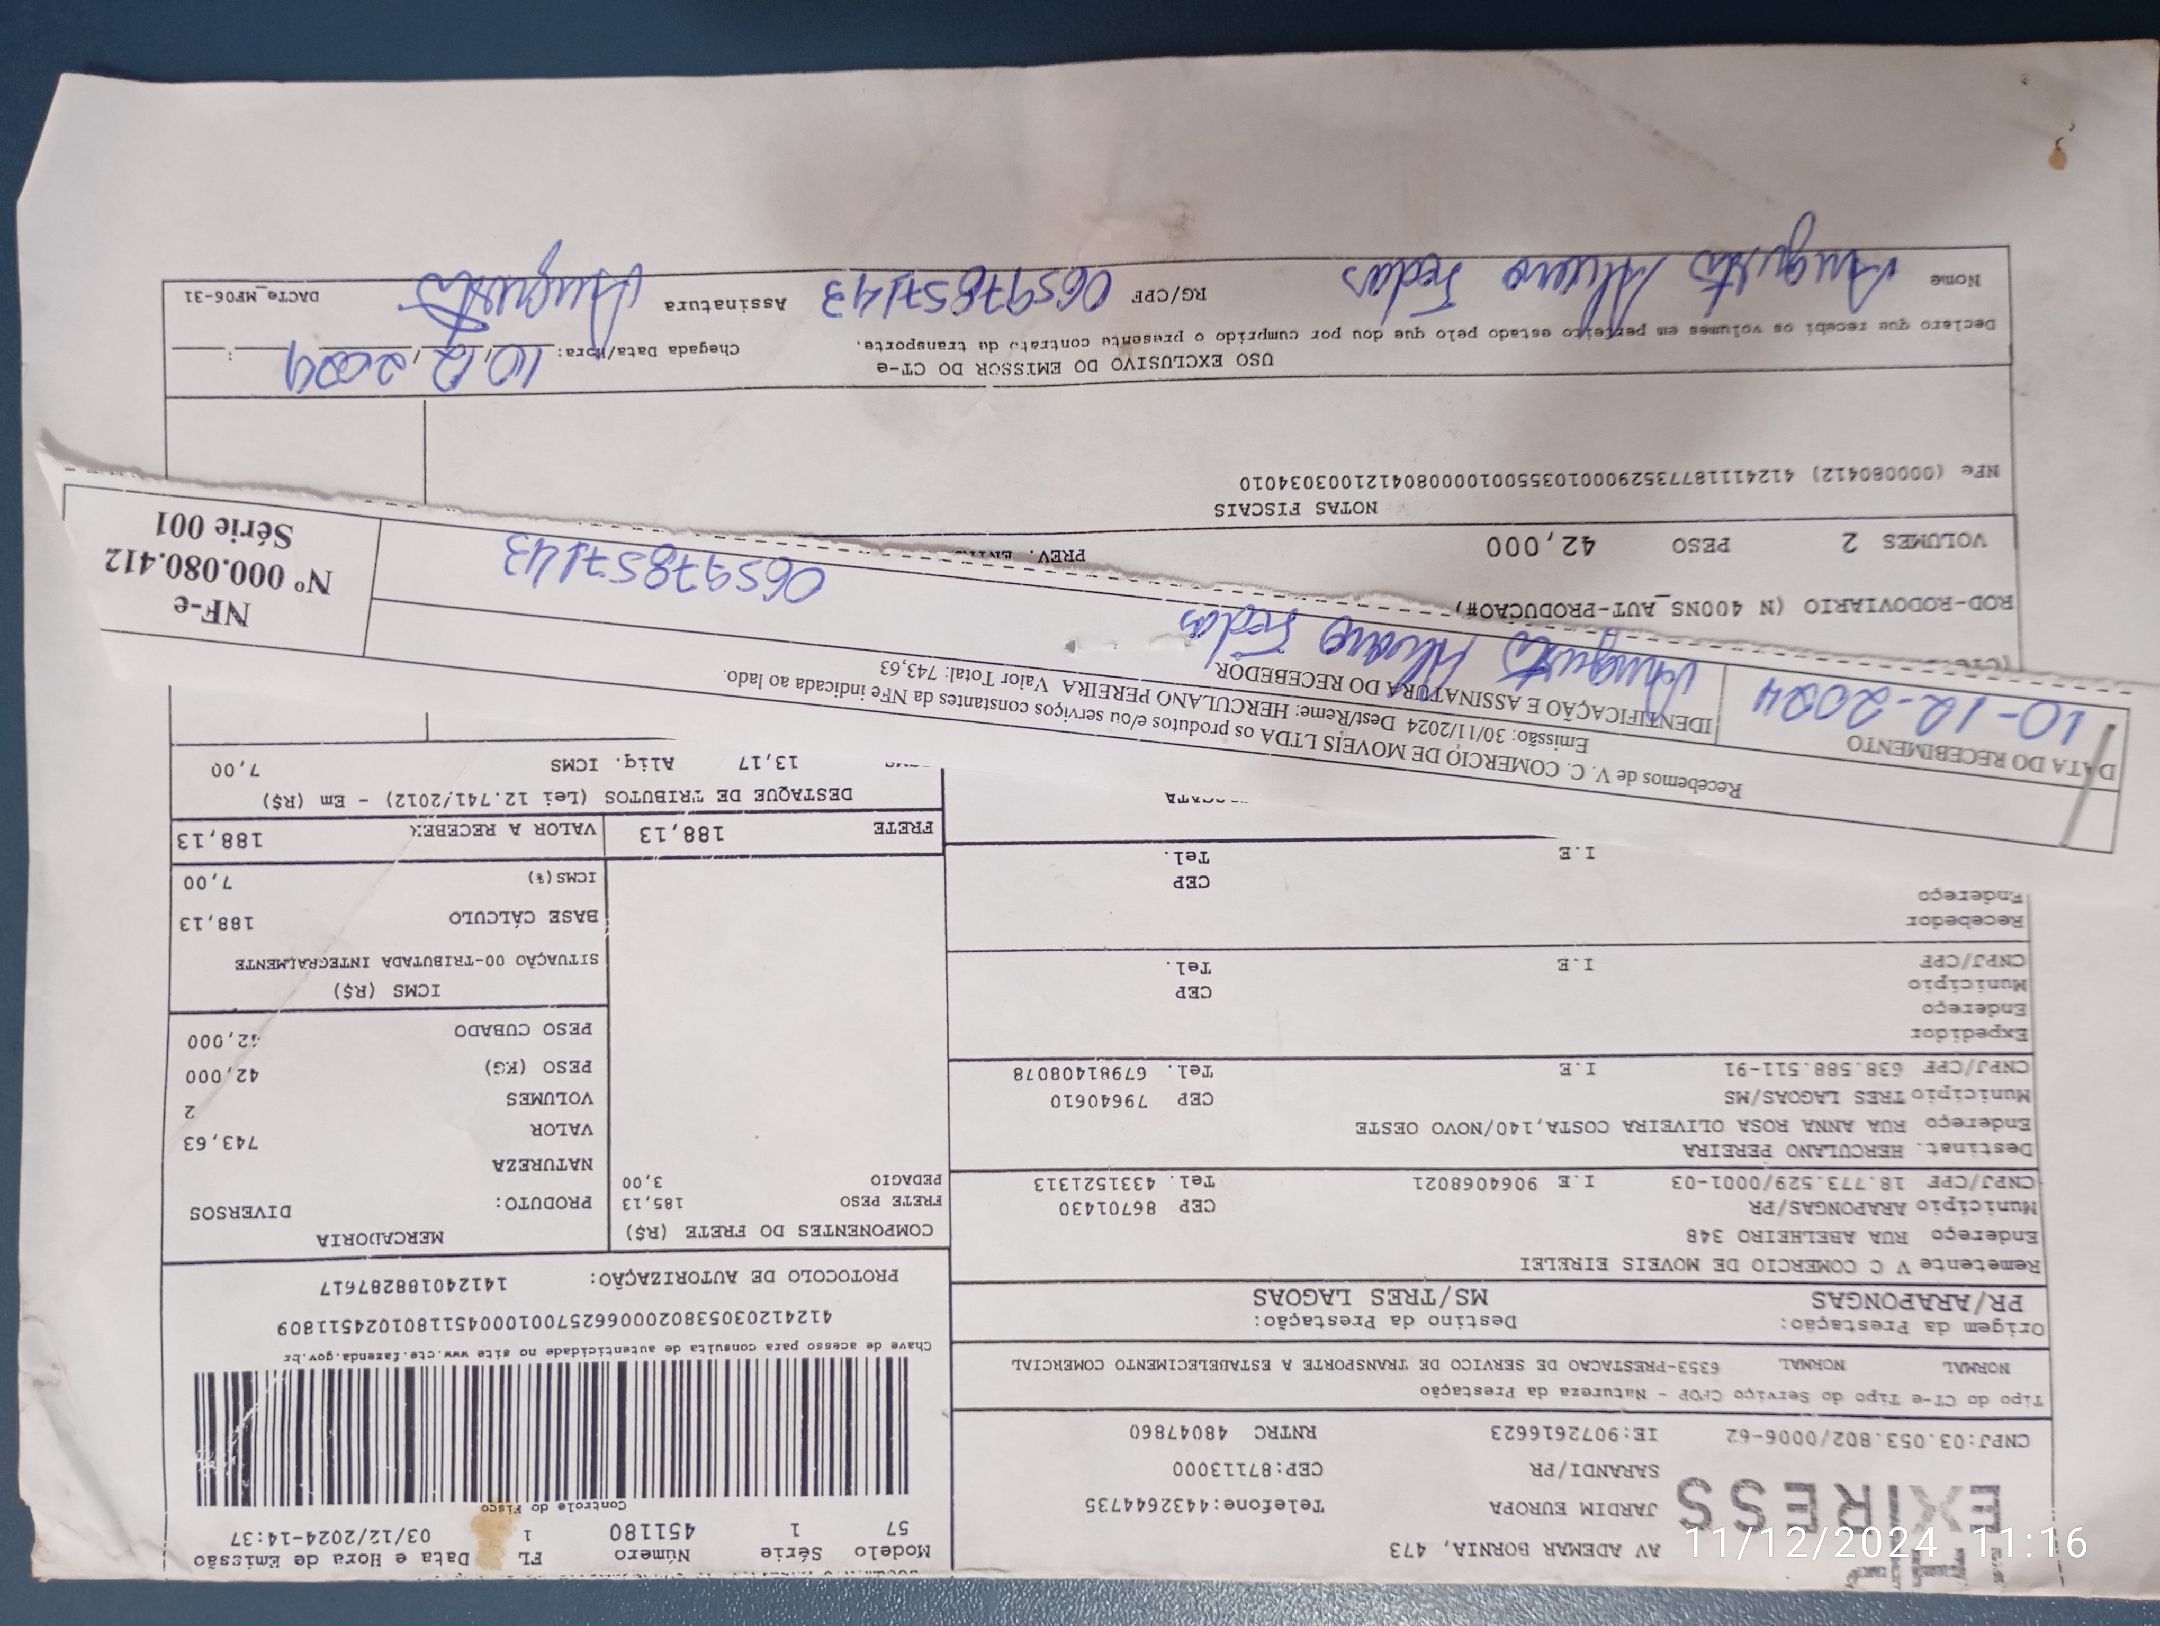 EXPRESS
AV ADEMAR BORNIA, 473
JARDIM EUROPA Telefone:4432644735
SARANDI/PR CEP:87113000
CNPJ:03.053.802/0006-62 IE:9072616623 RNTRC 48047860
Modelo Série Número FL Data e Hora de Emissão
57 1 451180 1 03/12/2024-14:37
Controle do Fisco
Chave de acesso para consulta de autenticidade no site www.cte.fazenda.gov.br
41241203053802000662570010004511801024511809
PROTOCOLO DE AUTORIZAÇÃO: 141240188287617
Tipo do CT-e Tipo do Serviço CFOP - Natureza da Prestação
NORMAL NORMAL 6353-PRESTACAO DE SERVICO DE TRANSPORTE A ESTABELECIMENTO COMERCIAL
Origem da Prestação: Destino da Prestação:
PR/ARAPONGAS MS/TRES LAGOAS
Remetente V C COMERCIO DE MOVEIS EIRELEI
Endereço RUA ABELHEIRO 348
Município ARAPONGAS/PR CEP 86701430
CNPJ/CPF 18.773.529/0001-03 I.E 9064068021 Tel. 4331521313
Destinat. HERCULANO PEREIRA
Endereço RUA ANNA ROSA OLIVEIRA COSTA,140/NOVO OESTE
Município TRES LAGOAS/MS CEP 79640610
CNPJ/CPF 638.588.511-91 I.E Tel. 67981408078
Expedidor
Endereço
Município CEP
CNPJ/CPF I.E Tel.
Recebedor
Endereço
CEP
I.E Tel.
COMPONENTES DO FRETE (R$)
FRETE PESO 185,13
PEDAGIO 3,00
MERCADORIA
PRODUTO: DIVERSOS
NATUREZA
VALOR 743,63
VOLUMES 2
PESO (KG) 42,000
PESO CUBADO 42,000
ICMS (R$)
SITUAÇÃO 00-TRIBUTADA INTEGRALMENTE
BASE CÁLCULO 188,13
ICMS(%) 7,00
FRETE 188,13 VALOR A RECEBER 188,13
DESTAQUE DE TRIBUTOS (Lei 12.741/2012) - Em (R$)
13,17 Aliq. ICMS 7,00
Recebemos de V. C. COMERCIO DE MOVEIS LTDA os produtos e/ou serviços constantes da NFe indicada ao lado.
Emissão: 30/11/2024 Dest/Reme: HERCULANO PEREIRA Valor Total: 743,63
DATA DO RECEBIMENTO IDENTIFICAÇÃO E ASSINATURA DO RECEBEDOR
10-12-2024 Augusto 06597857143
NF-e
Nº 000.080.412
Série 001
ROD-RODOVIARIO (N 400NS_AUT-PRODUCAO#)
VOLUMES 2 PESO 42,000 PREV.
NOTAS FISCAIS
NFe (000080412) 41241118773529000103550010000804121003034010
USO EXCLUSIVO DO EMISSOR DO CT-e
Declaro que recebi os volumes em perfeito estado pelo que dou por cumprido o presente contrato de transporte.
Chegada Data/Hora: 10,12,2024
Nome Augusto RG/CPF 06597857143 Assinatura Augusto
DACTe_MF06-31
11/12/2024 11:16